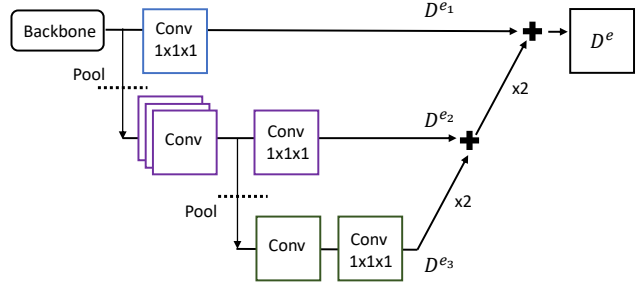 Backbone
Conv
1x1x1
D^{e_1}
D^e
Pool
x2
Conv
Conv
1x1x1
D^{e_2}
Pool
x2
Conv
Conv
1x1x1
D^{e_3}